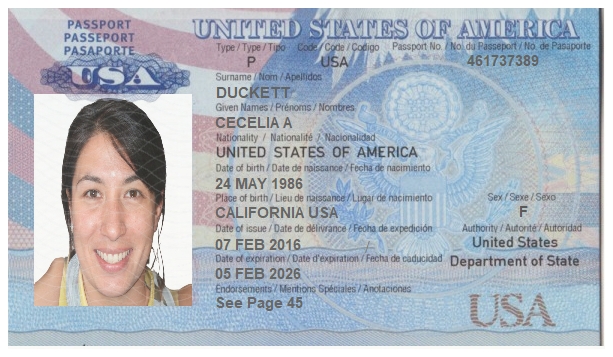 PASSPORT
PASSEPORT
PASAPORTE
USA
UNITED STATES OF AMERICA
Type / Type / Tipo Code / Code / Codigo Passport No. / No. du Passeport / No. de Pasaporte
P USA 461737389
Surname / Nom / Apellidos
DUCKETT
Given Names / Prénoms / Nombres
CECELIA A
Nationality / Nationalité / Nacionalidad
UNITED STATES OF AMERICA
Date of birth / Date de naissance / Fecha de nacimiento
24 MAY 1986
Place of birth / Lieu de naissance / Lugar de nacimiento Sex / Sexe / Sexo
CALIFORNIA USA F
Date of issue / Date de délivrance / Fecha de expedición Authority / Autorité / Autoridad
07 FEB 2016 United States
Date of expiration / Date d'expiration / Fecha de caducidad Department of State
05 FEB 2026
Endorsements / Mentions Spéciales / Anotaciones
See Page 45
USA